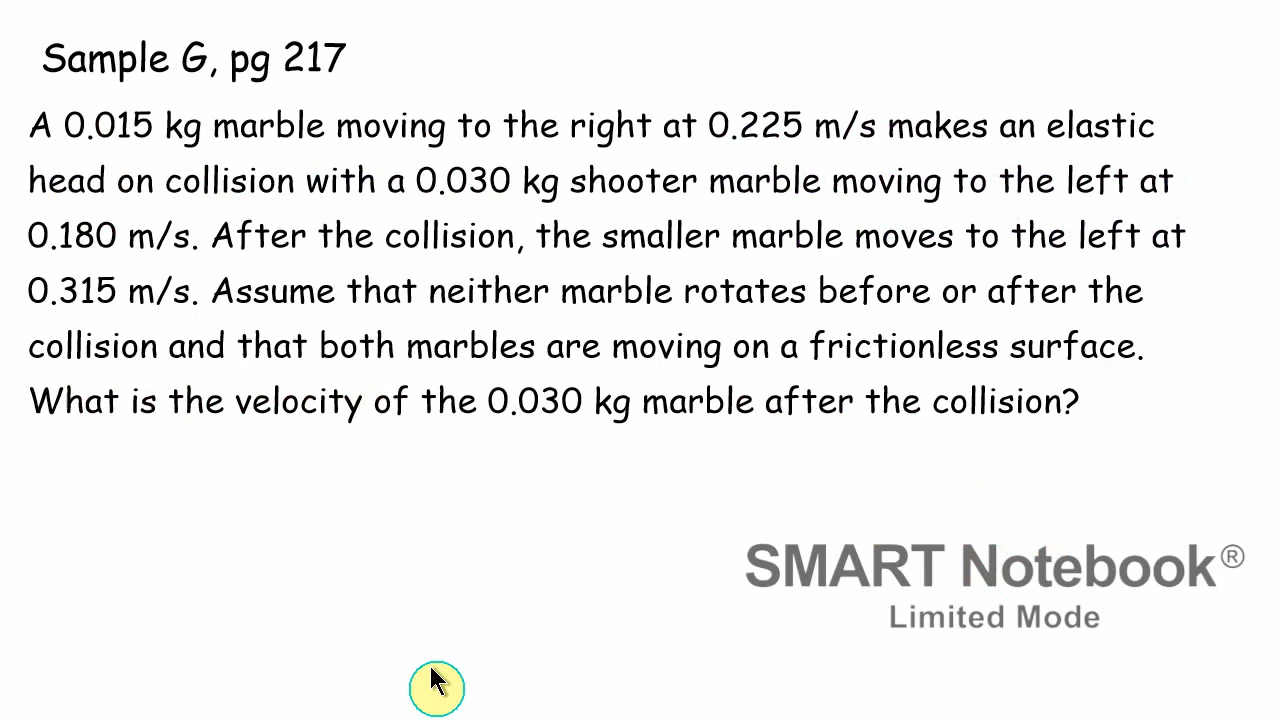 Sample G, pg 217
A 0.015 kg marble moving to the right at 0.225 m/s makes an elastic
head on collision with a 0.030 kg shooter marble moving to the left at
0.180 m/s. After the collision, the smaller marble moves to the left at
0.315 m/s. Assume that neither marble rotates before or after the
collision and that both marbles are moving on a frictionless surface.
What is the velocity of the 0.030 kg marble after the collision?
SMART Notebook®
Limited Mode